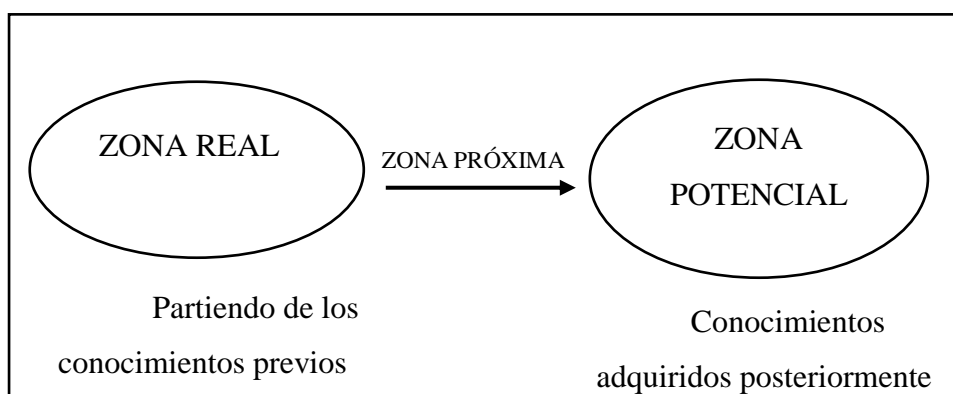 ZONA REAL
ZONA PRÓXIMA
ZONA
POTENCIAL
Partiendo de los
conocimientos previos
Conocimientos
adquiridos posteriormente